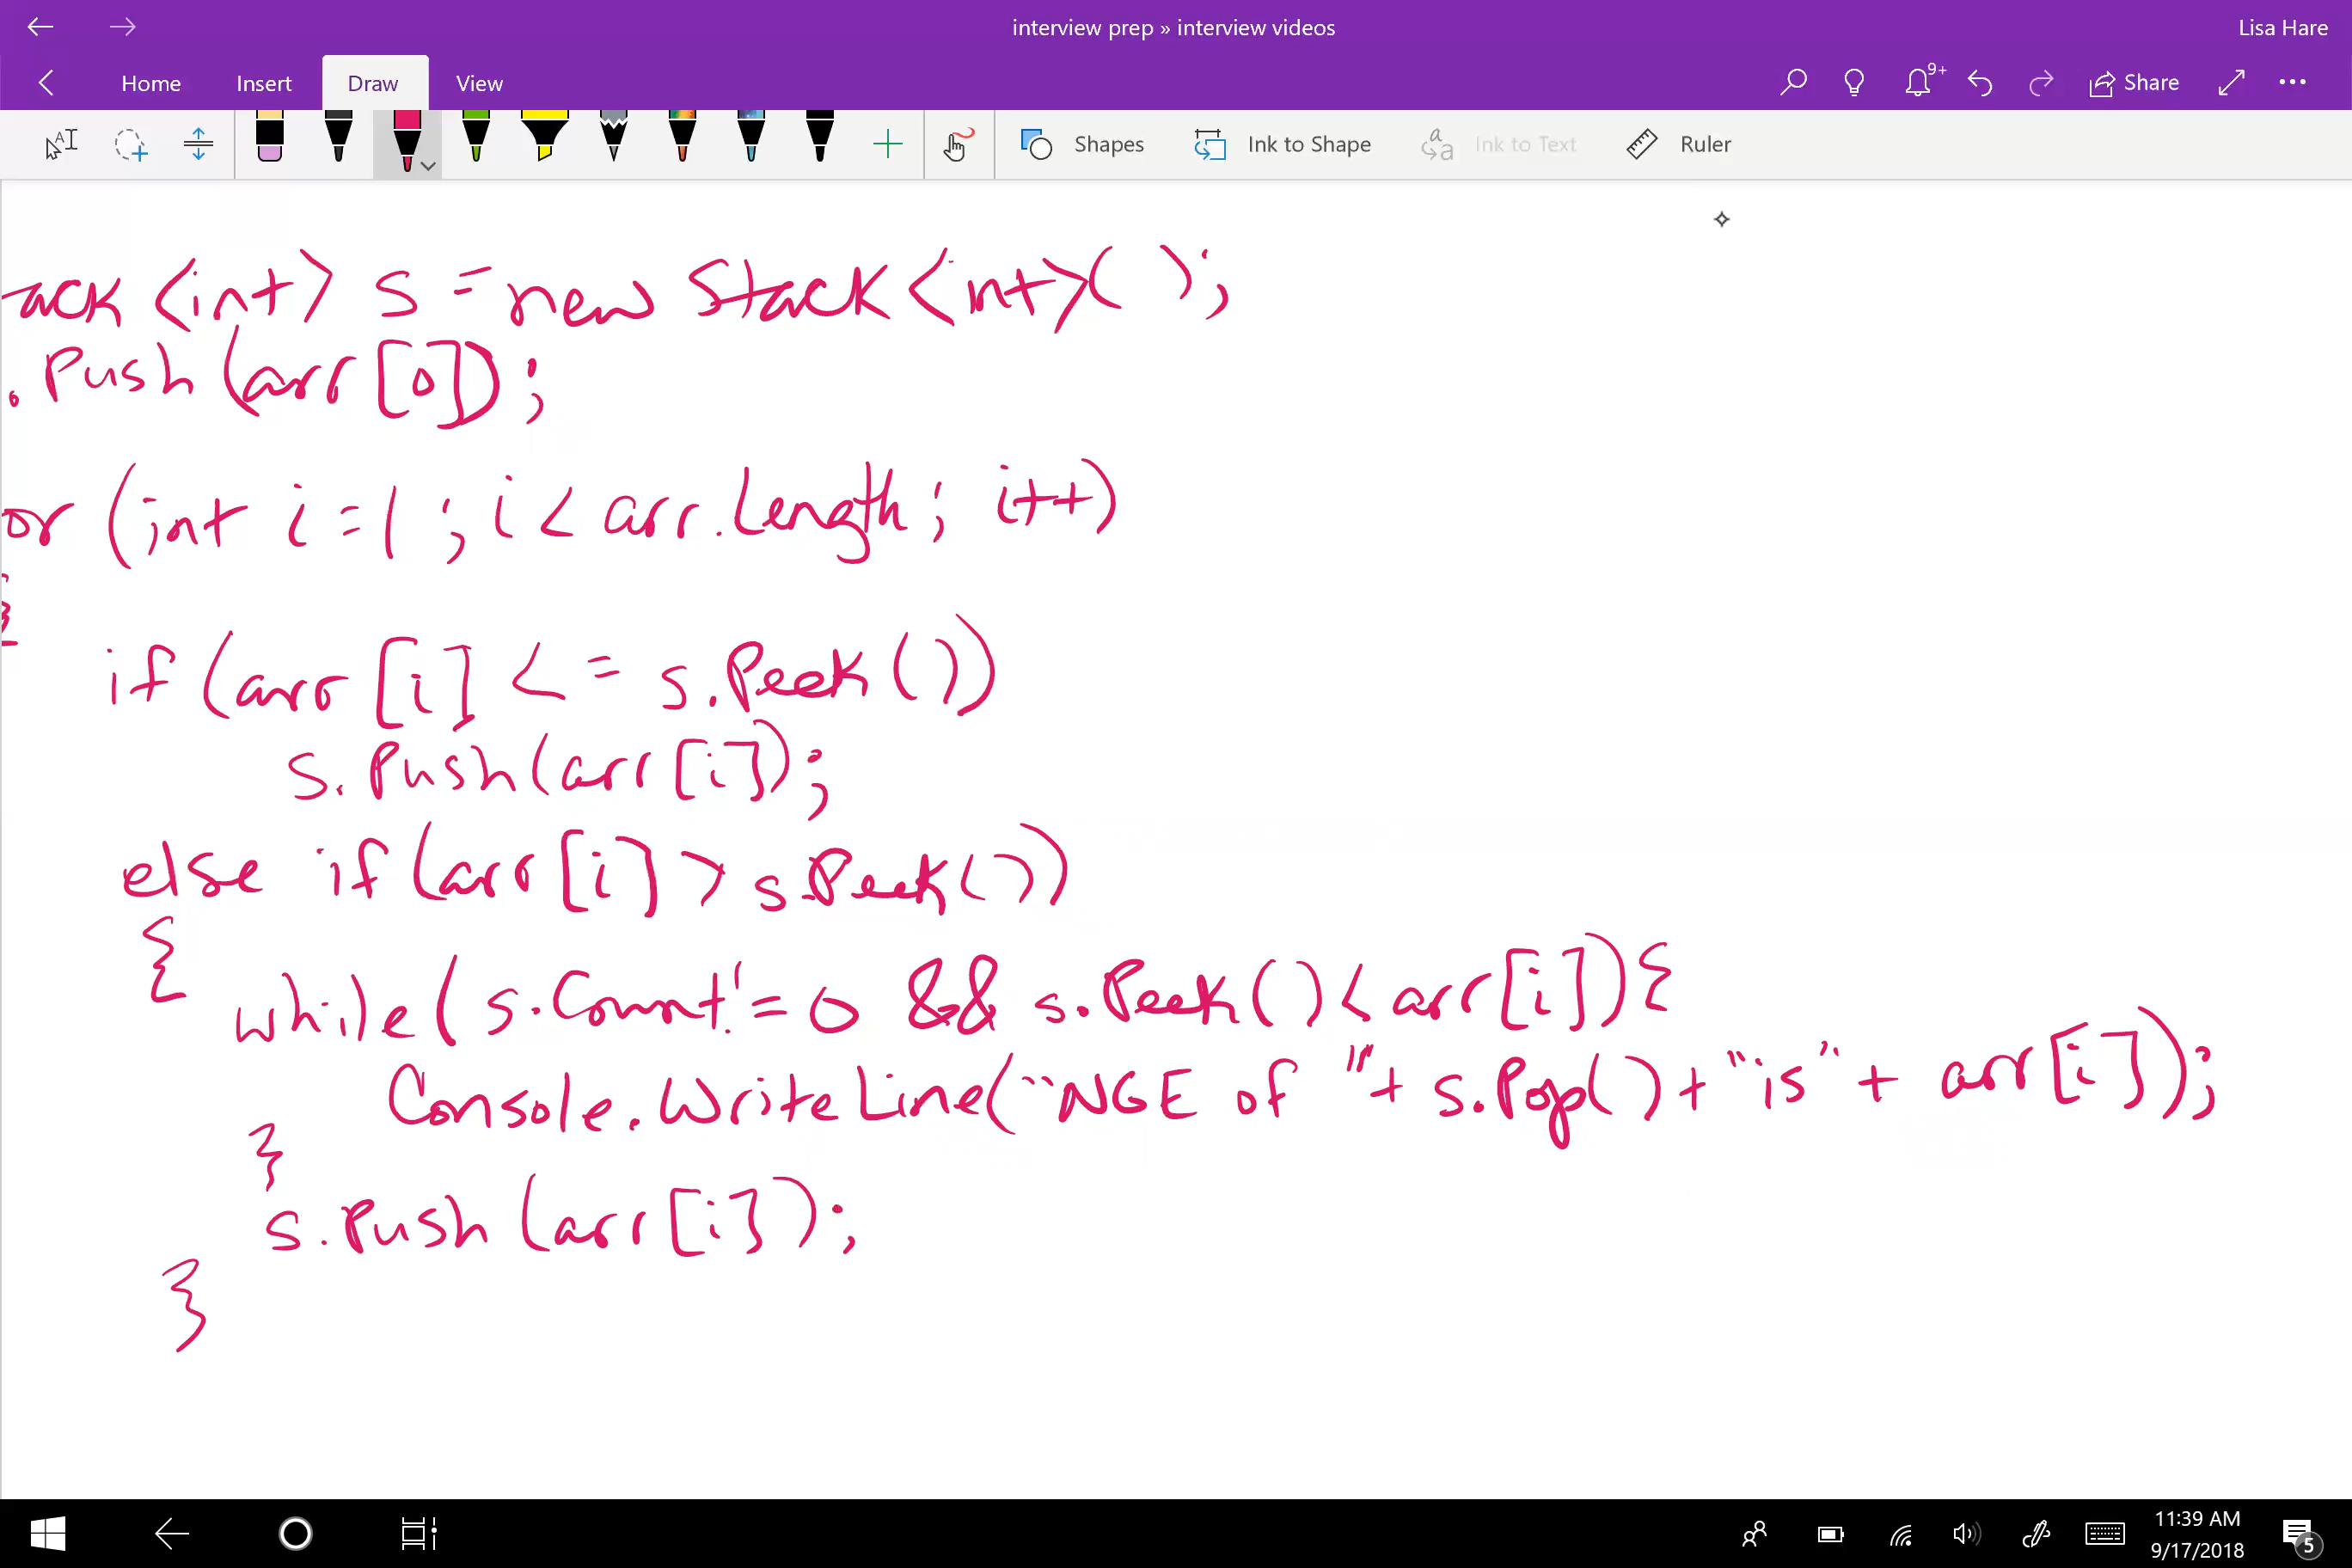 interview prep » interview videos
Lisa Hare
Home Insert Draw View
9+
Share
Shapes Ink to Shape Ink to Text Ruler
ack <int> s = new Stack <int>( );
. Push (arr [0]);
or (int i = 1 ; i < arr.Length; i++)
{
if (arr [i] <= s.Peek ())
s. Push (arr [i]);
else if (arr [i] > s.Peek ())
{
while ( s.Count != 0 && s.Peek () < arr [i]) {
Console.WriteLine("NGE of " + s.Pop() + "is" + arr [i]);
}
s. Push (arr [i]);
}
11:39 AM
9/17/2018
5